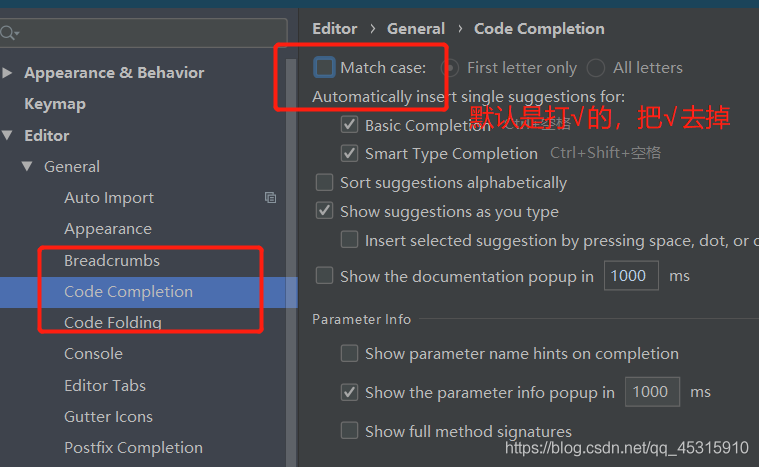 Appearance & Behavior
Keymap
Editor
General
Auto Import
Appearance
Breadcrumbs
Code Completion
Code Folding
Console
Editor Tabs
Gutter Icons
Postfix Completion
Editor › General › Code Completion
Match case: First letter only All letters
Automatically insert single suggestions for:
Basic Completion Ctrl+空格
默认是打√的，把√去掉
Smart Type Completion Ctrl+Shift+空格
Sort suggestions alphabetically
Show suggestions as you type
Insert selected suggestion by pressing space, dot, or
Show the documentation popup in 1000 ms
Parameter Info
Show parameter name hints on completion
Show the parameter info popup in 1000 ms
Show full method signatures
https://blog.csdn.net/qq_45315910